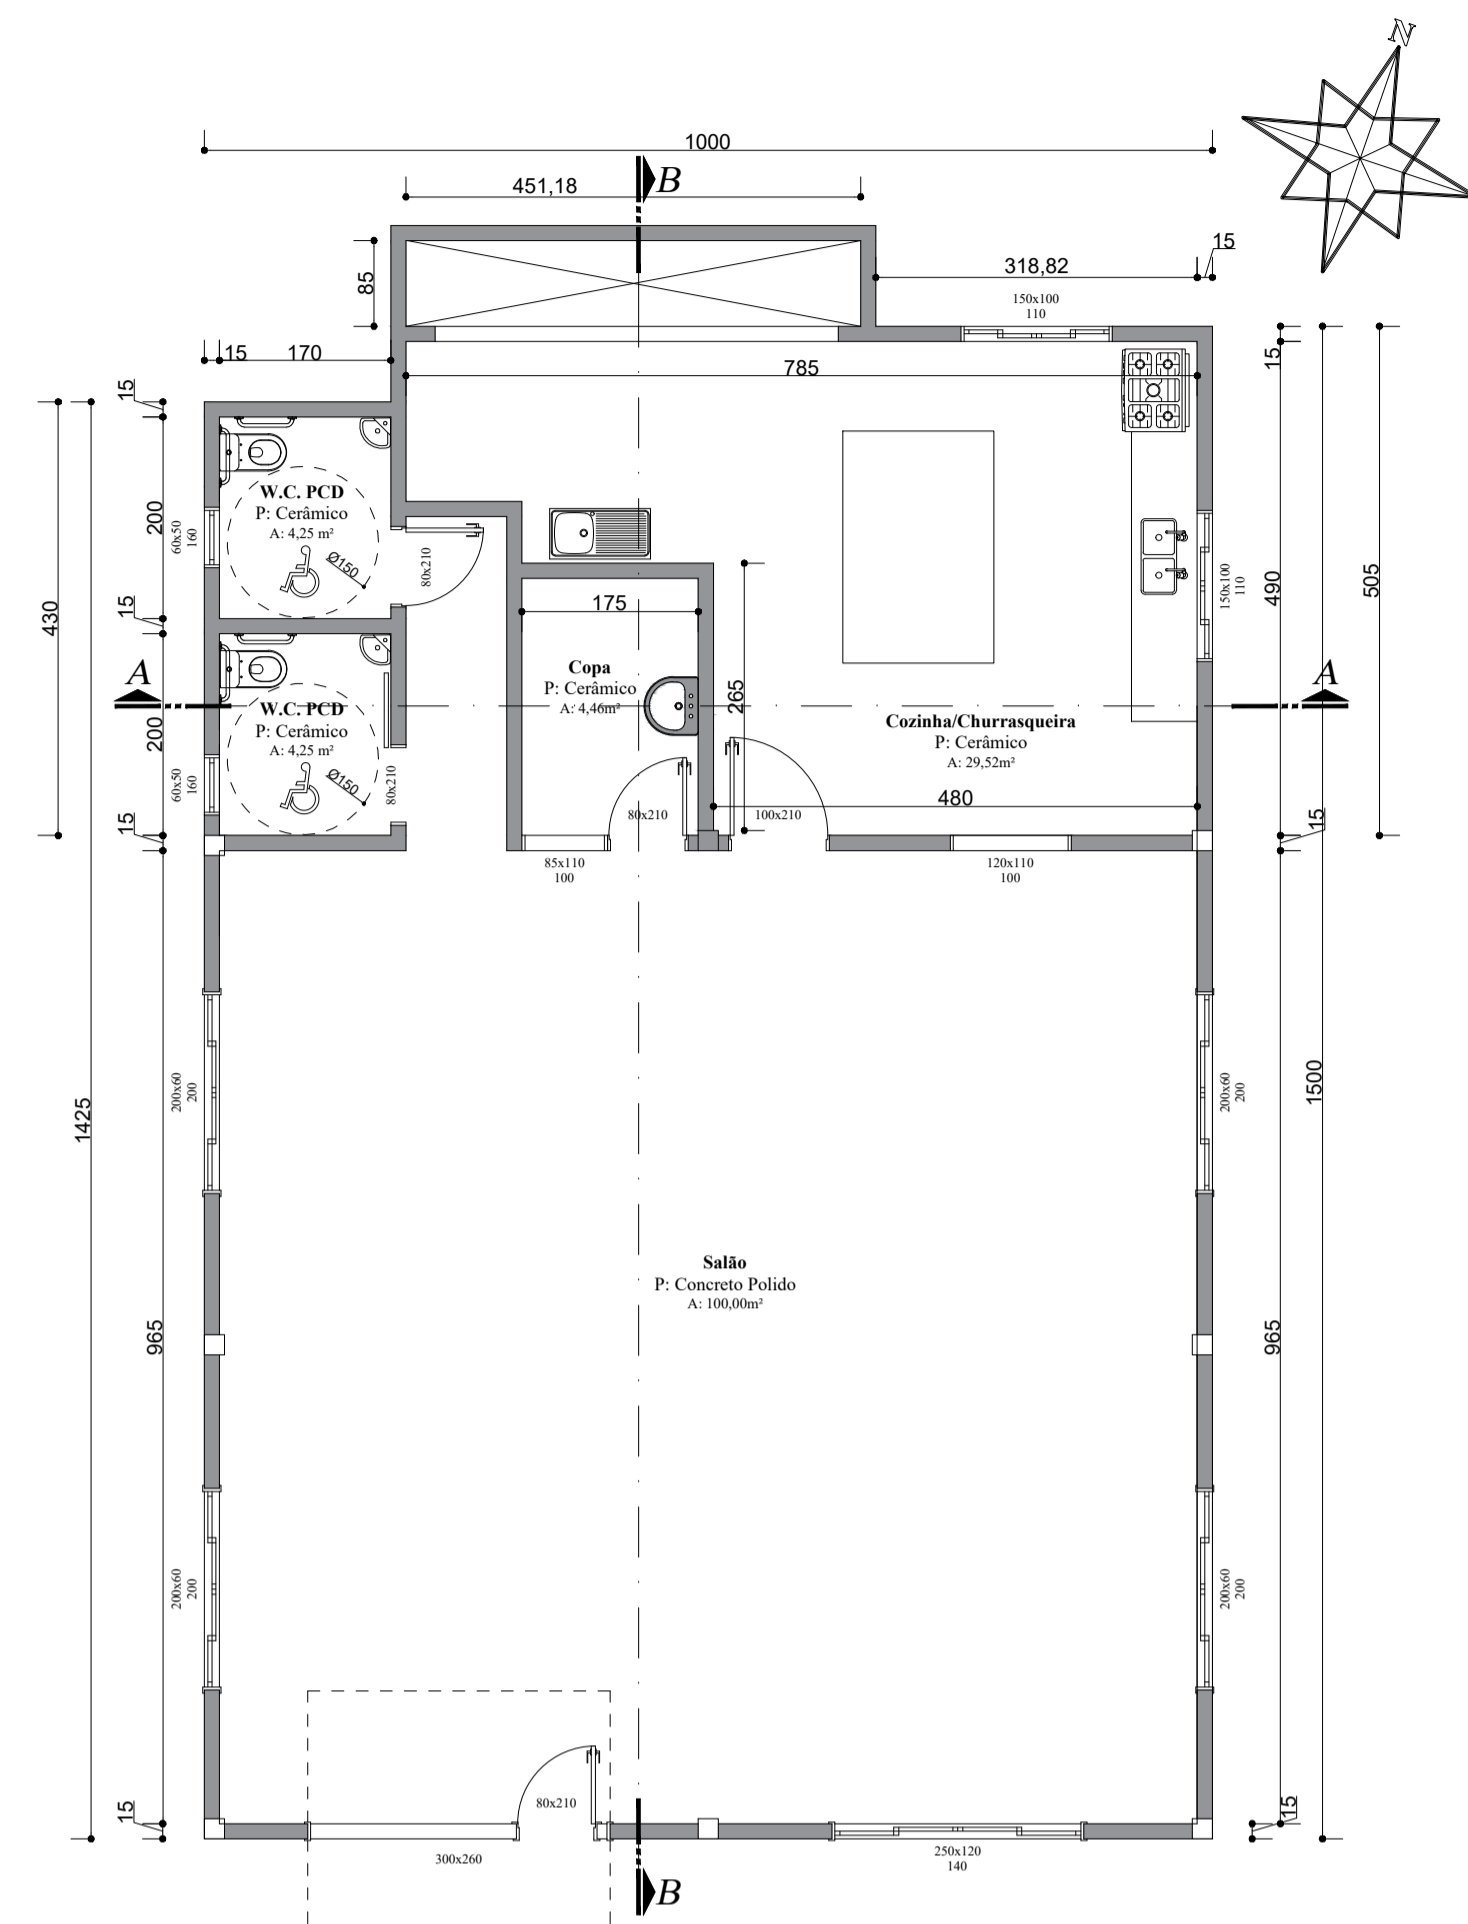 N
1000
B
451,18
15
318,82
85
150x100
110
15
170
785
15
15
W.C. PCD
P: Cerâmico
A: 4,25 m²
Ø150
200
60x50
160
80x210
150x100
110
490
505
430
15
175
A
Copa
P: Cerâmico
A: 4,46m²
265
A
W.C. PCD
P: Cerâmico
A: 4,25 m²
Ø150
200
60x50
160
80x210
Cozinha/Churrasqueira
P: Cerâmico
A: 29,52m²
480
15
15
80x210
100x210
85x110
100
120x110
100
200x60
200
200x60
200
1425
1500
Salão
P: Concreto Polido
A: 100,00m²
965
965
200x60
200
200x60
200
15
80x210
15
300x260
250x120
140
B